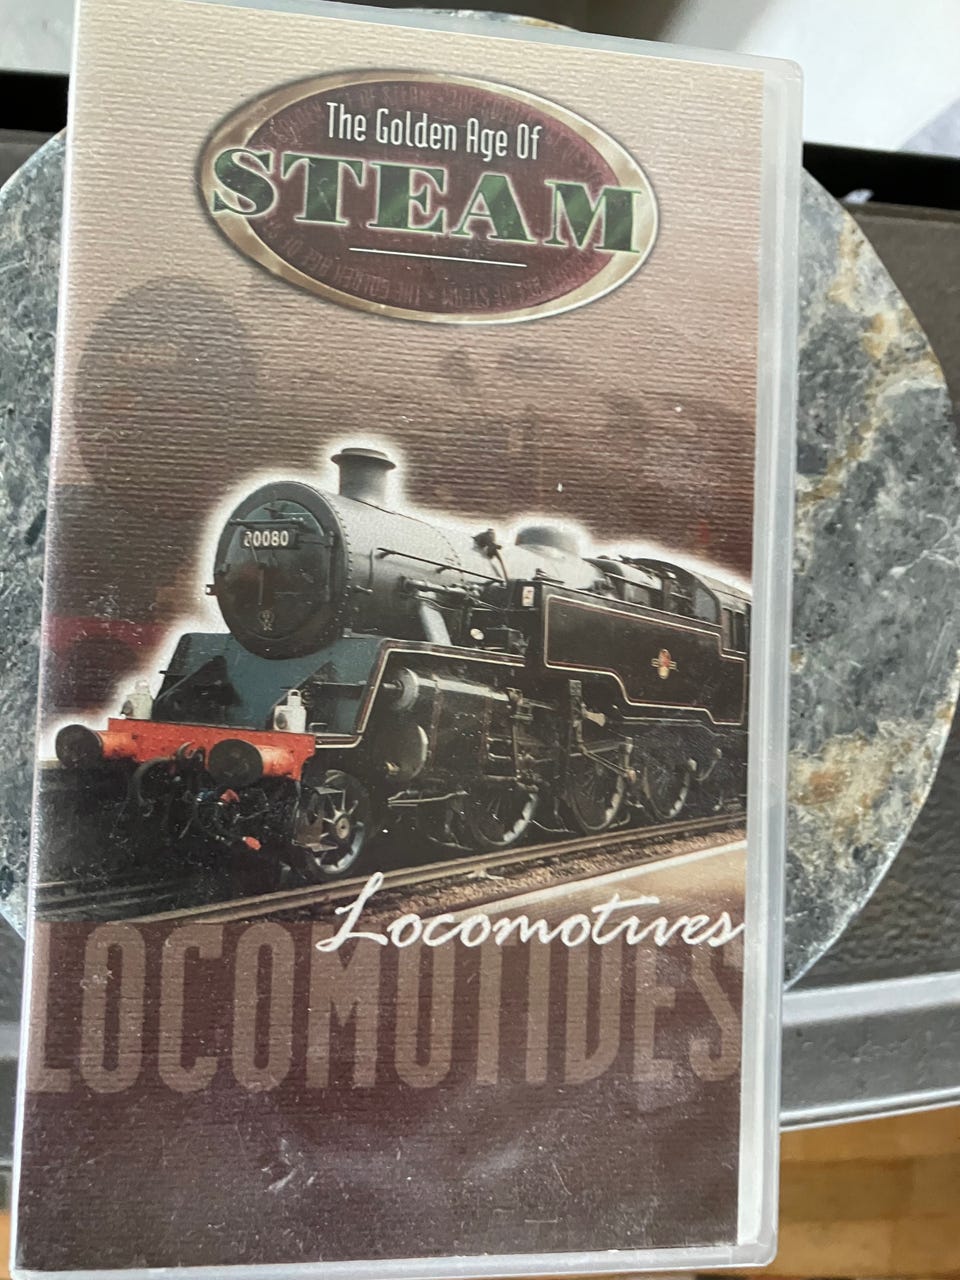 The Golden Age Of
STEAM
80080
Locomotives
LOCOMOTIVES